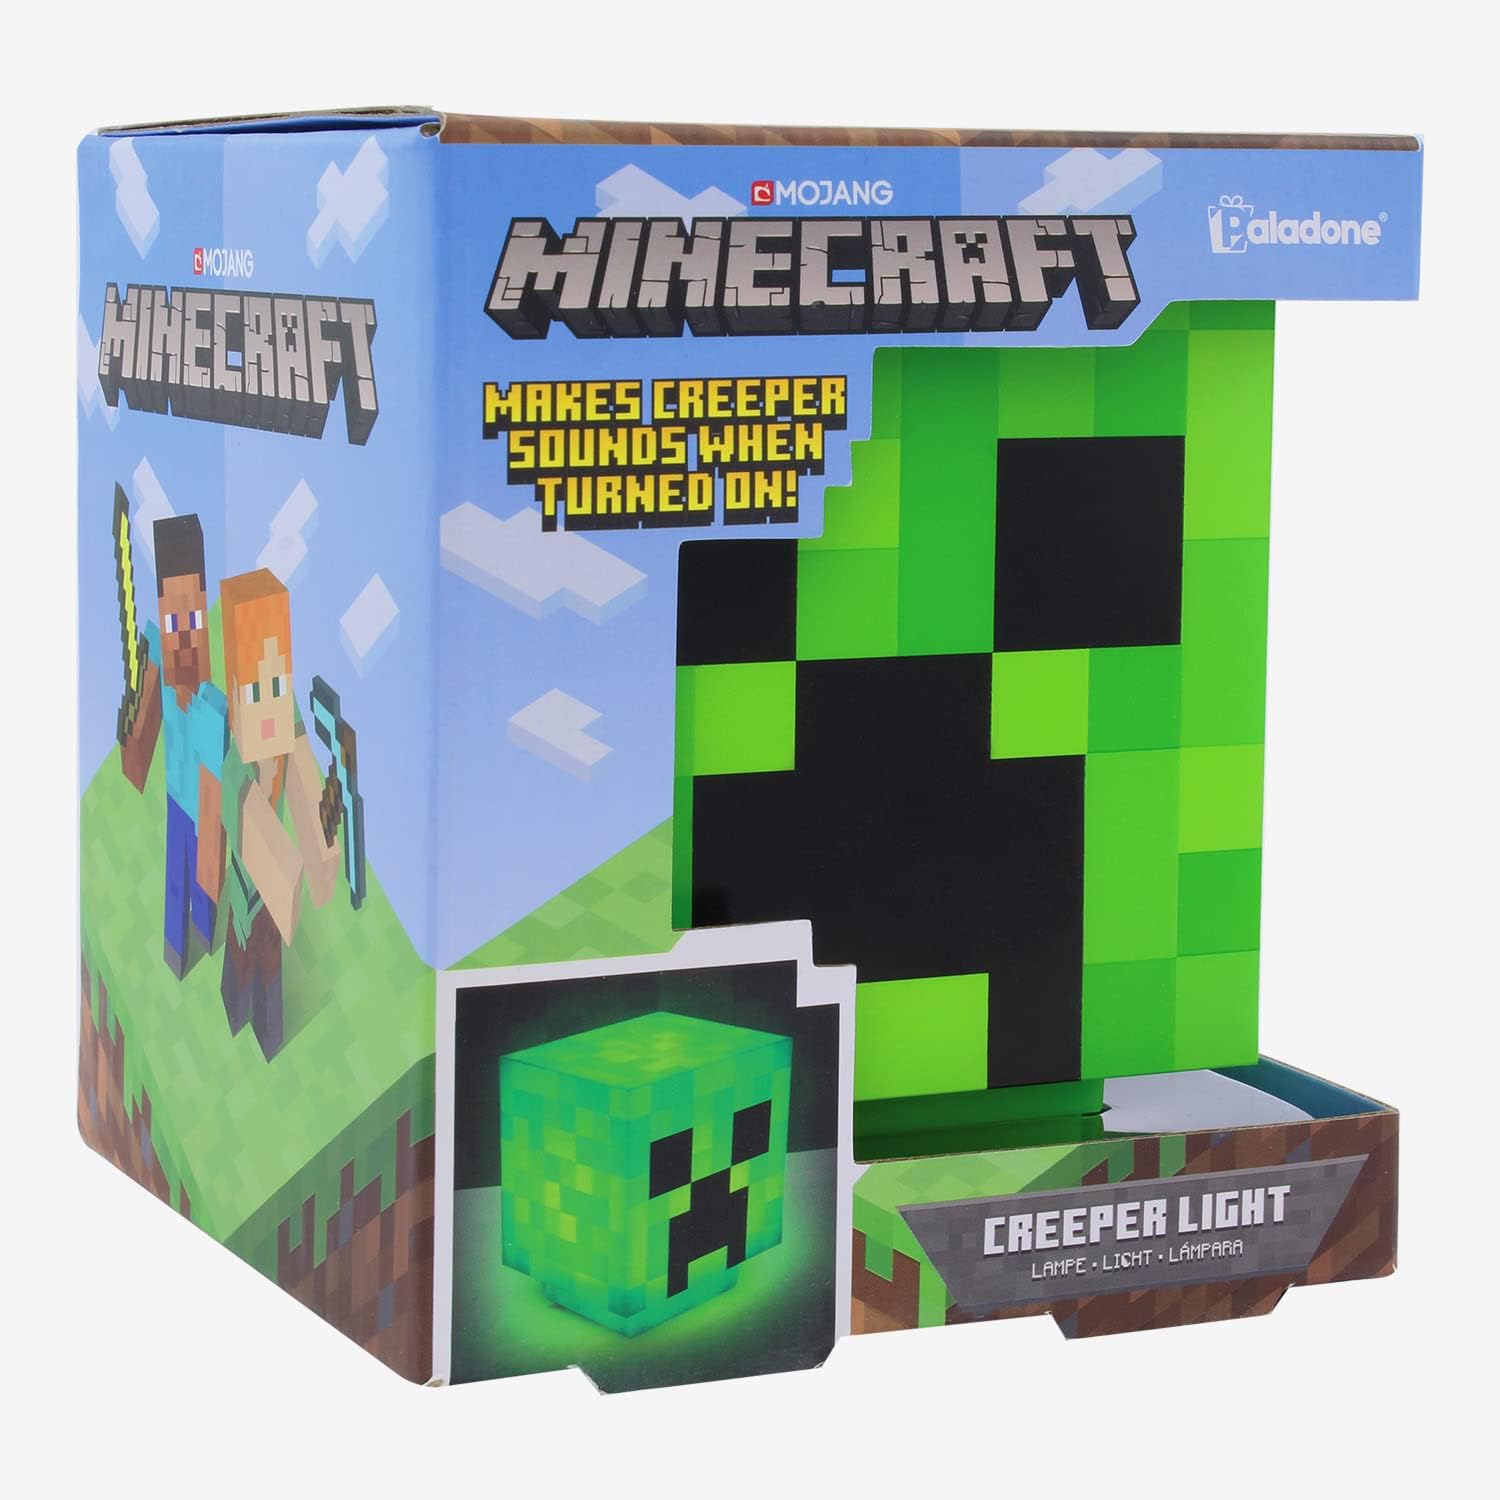 MOJANG
MINECRAFT
MOJANG
MINECRAFT
Paladone®
MAKES CREEPER
SOUNDS WHEN
TURNED ON!
CREEPER LIGHT
LAMPE • LICHT • LÁMPARA